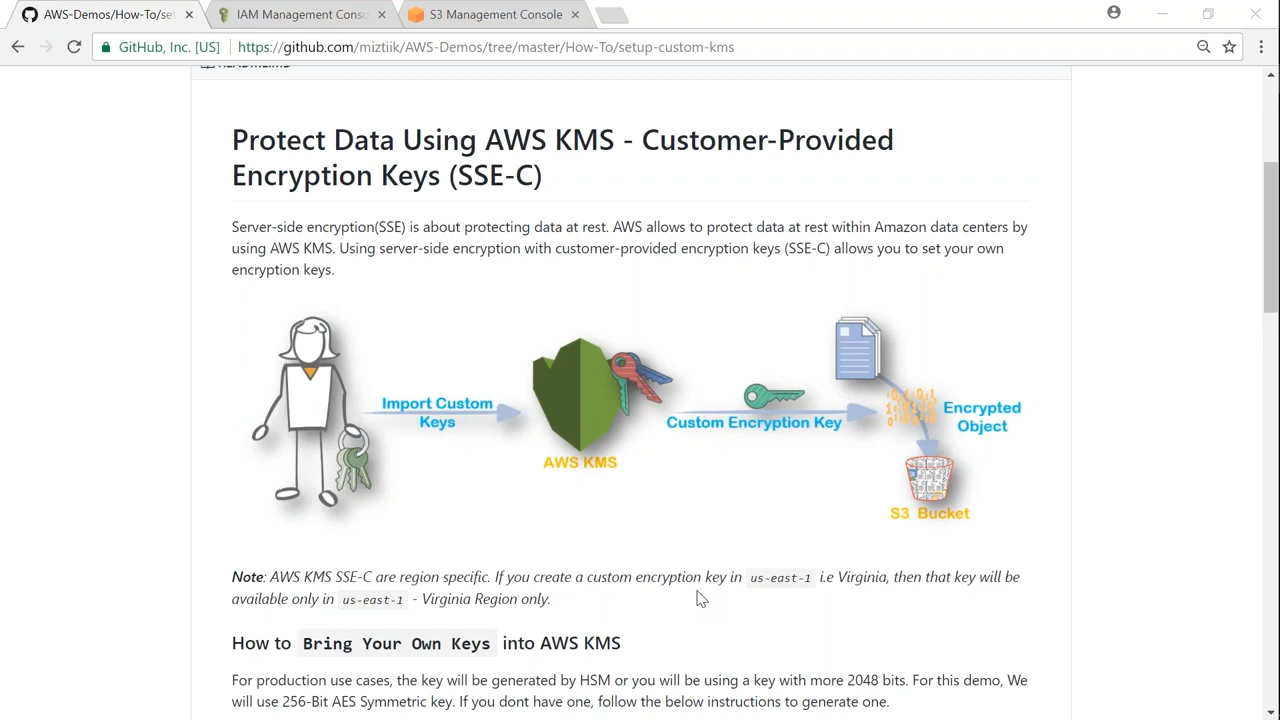 AWS-Demos/How-To/set
IAM Management Conso
S3 Management Console
GitHub, Inc. [US]
https://github.com/miztiik/AWS-Demos/tree/master/How-To/setup-custom-kms
README.md
Protect Data Using AWS KMS - Customer-Provided
Encryption Keys (SSE-C)
Server-side encryption(SSE) is about protecting data at rest. AWS allows to protect data at rest within Amazon data centers by
using AWS KMS. Using server-side encryption with customer-provided encryption keys (SSE-C) allows you to set your own
encryption keys.
Import Custom
Keys
AWS KMS
Custom Encryption Key
Encrypted
Object
S3 Bucket
Note: AWS KMS SSE-C are region specific. If you create a custom encryption key in us-east-1 i.e Virginia, then that key will be
available only in us-east-1 - Virginia Region only.
How to Bring Your Own Keys into AWS KMS
For production use cases, the key will be generated by HSM or you will be using a key with more 2048 bits. For this demo, We
will use 256-Bit AES Symmetric key. If you dont have one, follow the below instructions to generate one.